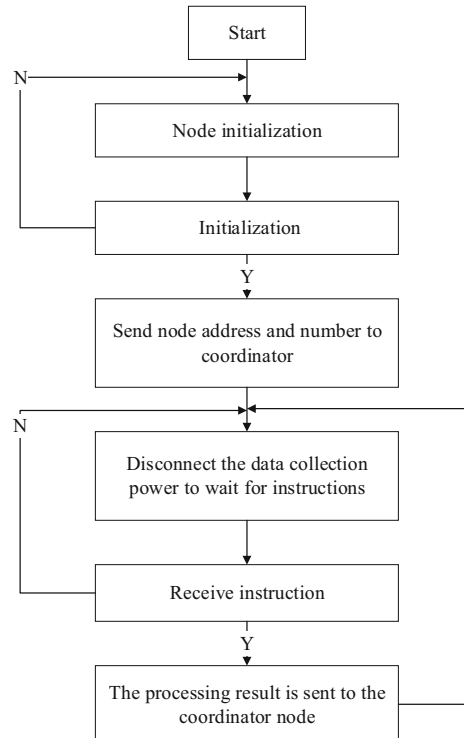 Start
N
Node initialization
Initialization
Y
Send node address and number to
coordinator
N
Disconnect the data collection
power to wait for instructions
Receive instruction
Y
The processing result is sent to the
coordinator node